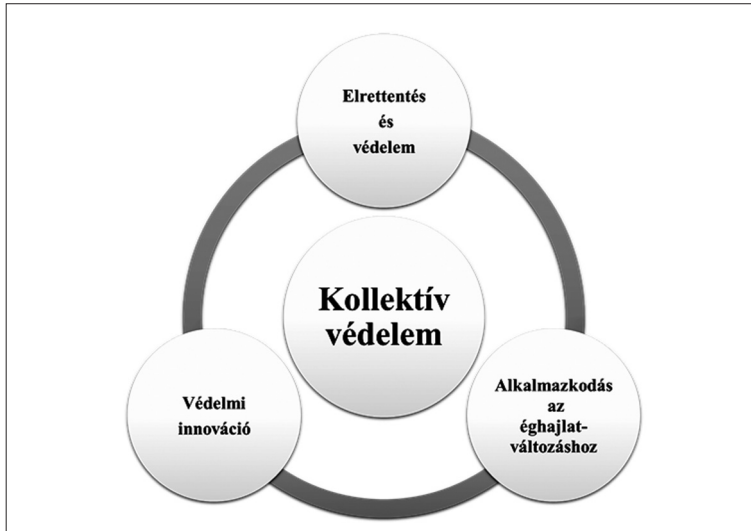 Elrettentés
és
védelem
Kollektív
védelem
Védelmi
innováció
Alkalmazkodás
az
éghajlat-
változáshoz